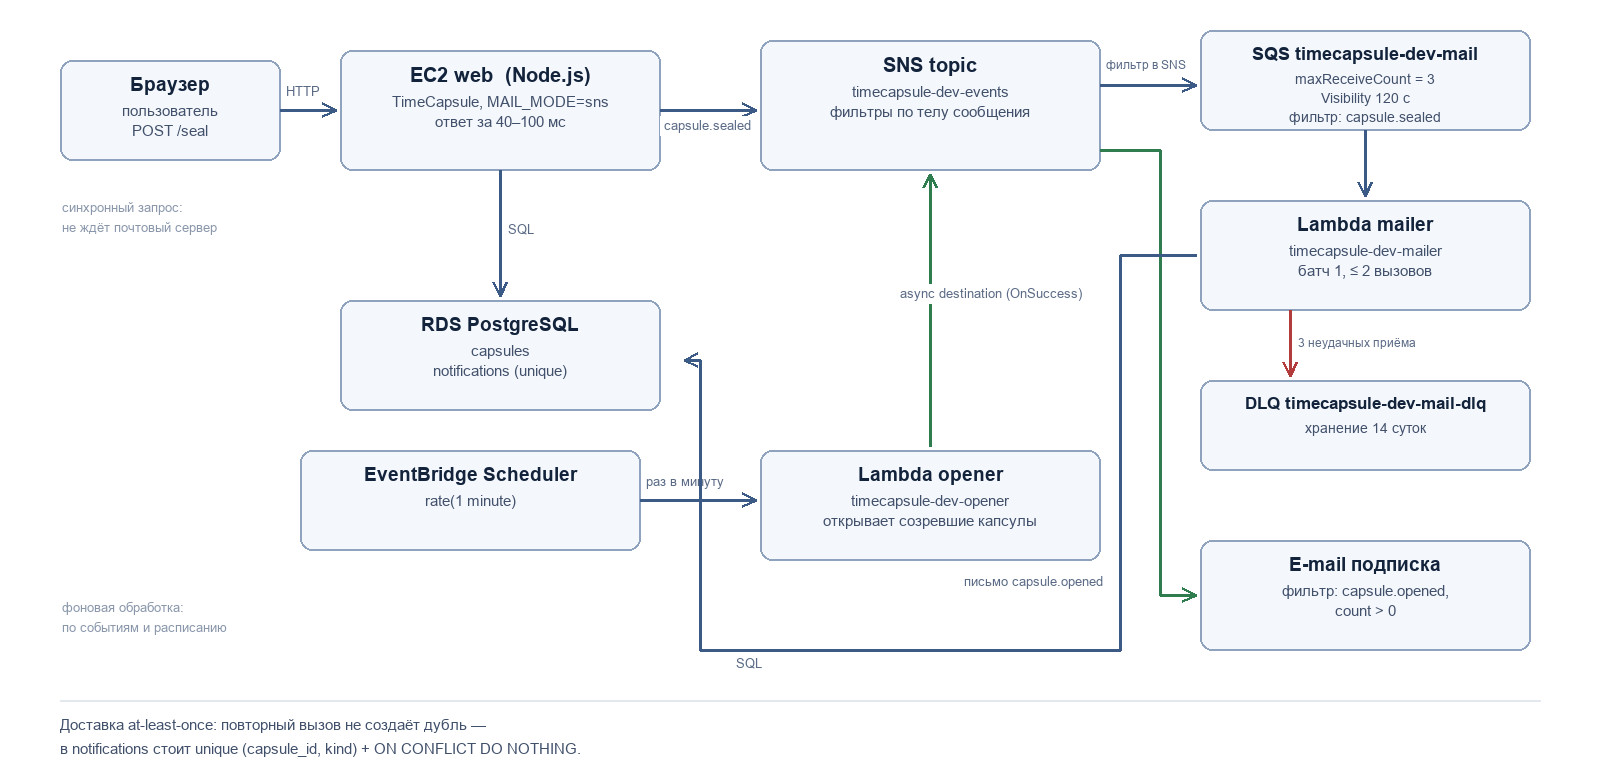 Браузер
пользователь
POST /seal
HTTP
EC2 web  (Node.js)
TimeCapsule, MAIL_MODE=sns
ответ за 40–100 мс
capsule.sealed
SNS topic
timecapsule-dev-events
фильтры по телу сообщения
фильтр в SNS
SQS timecapsule-dev-mail
maxReceiveCount = 3
Visibility 120 с
фильтр: capsule.sealed
синхронный запрос:
не ждёт почтовый сервер
SQL
Lambda mailer
timecapsule-dev-mailer
батч 1, ≤ 2 вызовов
async destination (OnSuccess)
RDS PostgreSQL
capsules
notifications (unique)
3 неудачных приёма
DLQ timecapsule-dev-mail-dlq
хранение 14 суток
EventBridge Scheduler
rate(1 minute)
раз в минуту
Lambda opener
timecapsule-dev-opener
открывает созревшие капсулы
письмо capsule.opened
E-mail подписка
фильтр: capsule.opened,
count > 0
фоновая обработка:
по событиям и расписанию
SQL
Доставка at-least-once: повторный вызов не создаёт дубль —
в notifications стоит unique (capsule_id, kind) + ON CONFLICT DO NOTHING.